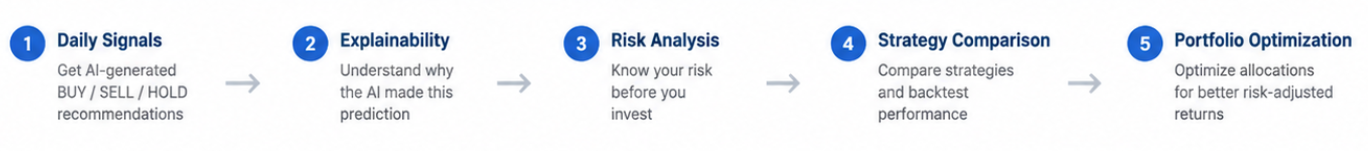 1 Daily Signals
Get AI-generated
BUY / SELL / HOLD
recommendations
2 Explainability
Understand why
the AI made this
prediction
3 Risk Analysis
Know your risk
before you
invest
4 Strategy Comparison
Compare strategies
and backtest
performance
5 Portfolio Optimization
Optimize allocations
for better risk-adjusted
returns